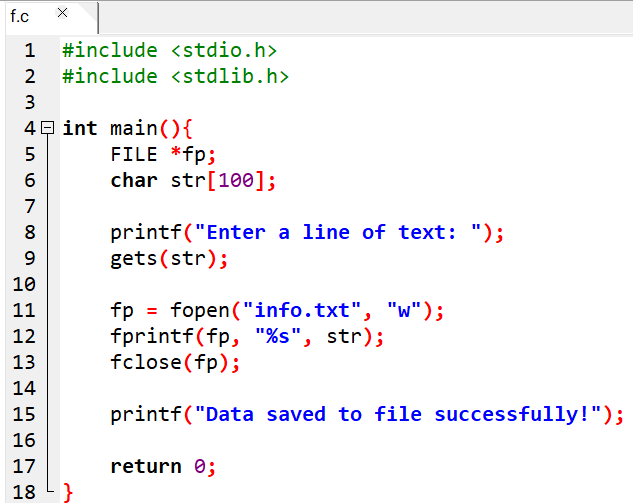 f.c
1 #include <stdio.h>
2 #include <stdlib.h>
3
4 int main(){
5 FILE *fp;
6 char str[100];
7
8 printf("Enter a line of text: ");
9 gets(str);
10
11 fp = fopen("info.txt", "w");
12 fprintf(fp, "%s", str);
13 fclose(fp);
14
15 printf("Data saved to file successfully!");
16
17 return 0;
18 }